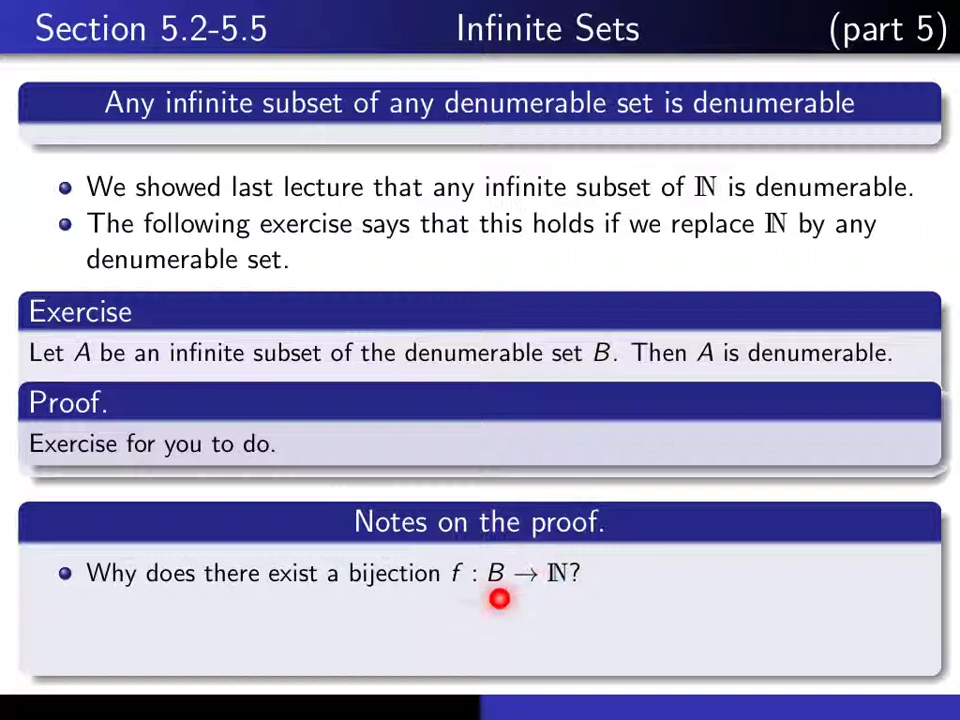 Section 5.2-5.5 Infinite Sets (part 5)
Any infinite subset of any denumerable set is denumerable
We showed last lecture that any infinite subset of ℕ is denumerable.
The following exercise says that this holds if we replace ℕ by any
denumerable set.
Exercise
Let A be an infinite subset of the denumerable set B. Then A is denumerable.
Proof.
Exercise for you to do.
Notes on the proof.
Why does there exist a bijection f : B → ℕ?